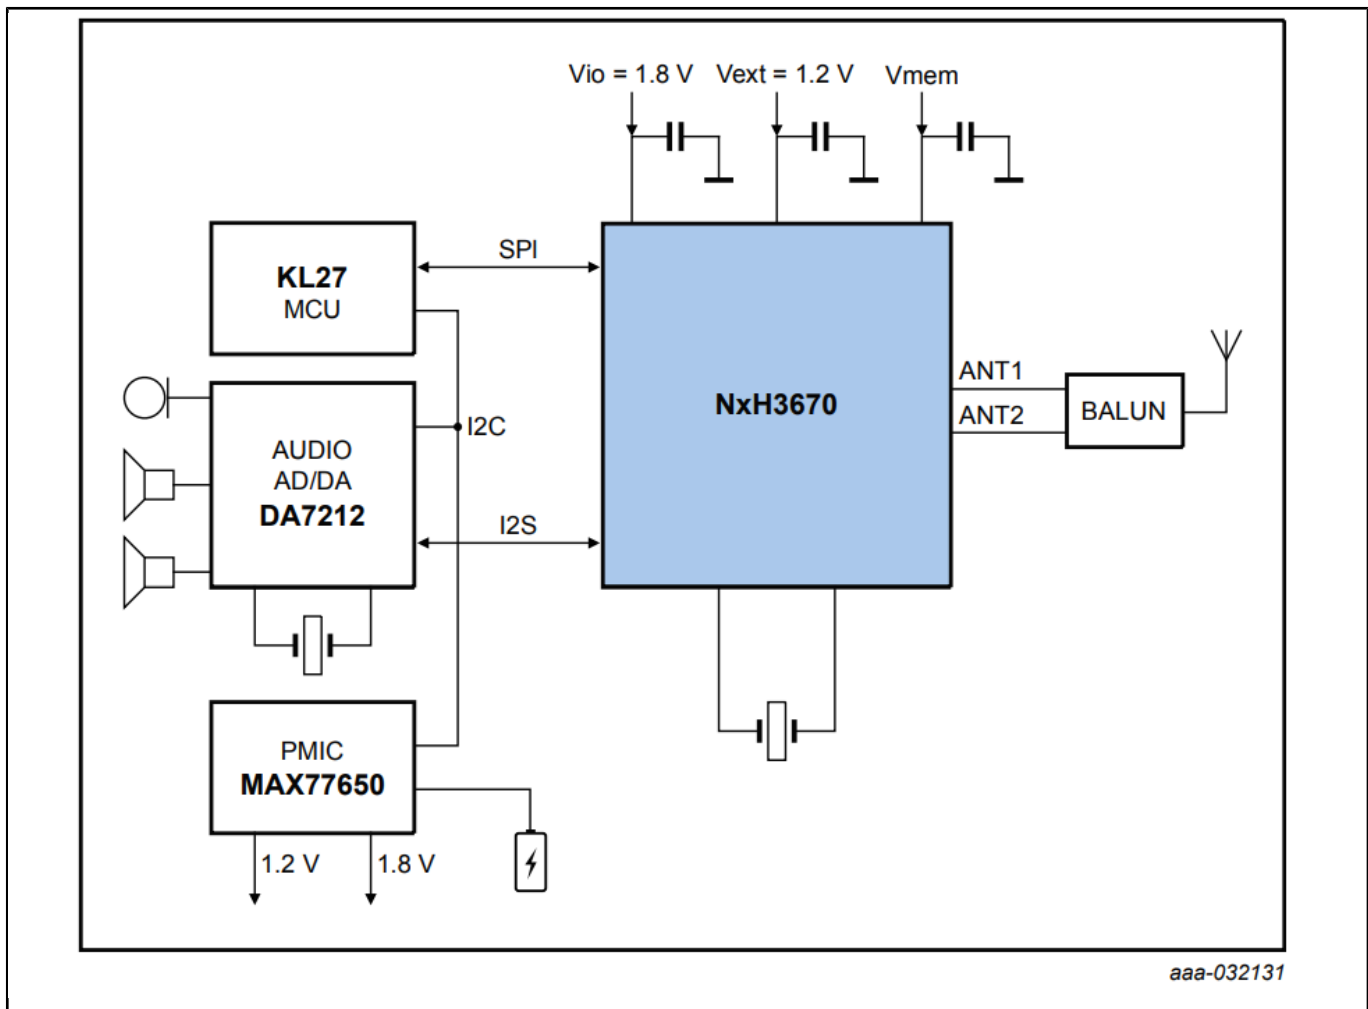 Vio = 1.8 V
Vext = 1.2 V
Vmem
KL27
MCU
SPI
NxH3670
ANT1
ANT2
BALUN
AUDIO
AD/DA
DA7212
I2C
I2S
PMIC
MAX77650
1.2 V
1.8 V
aaa-032131